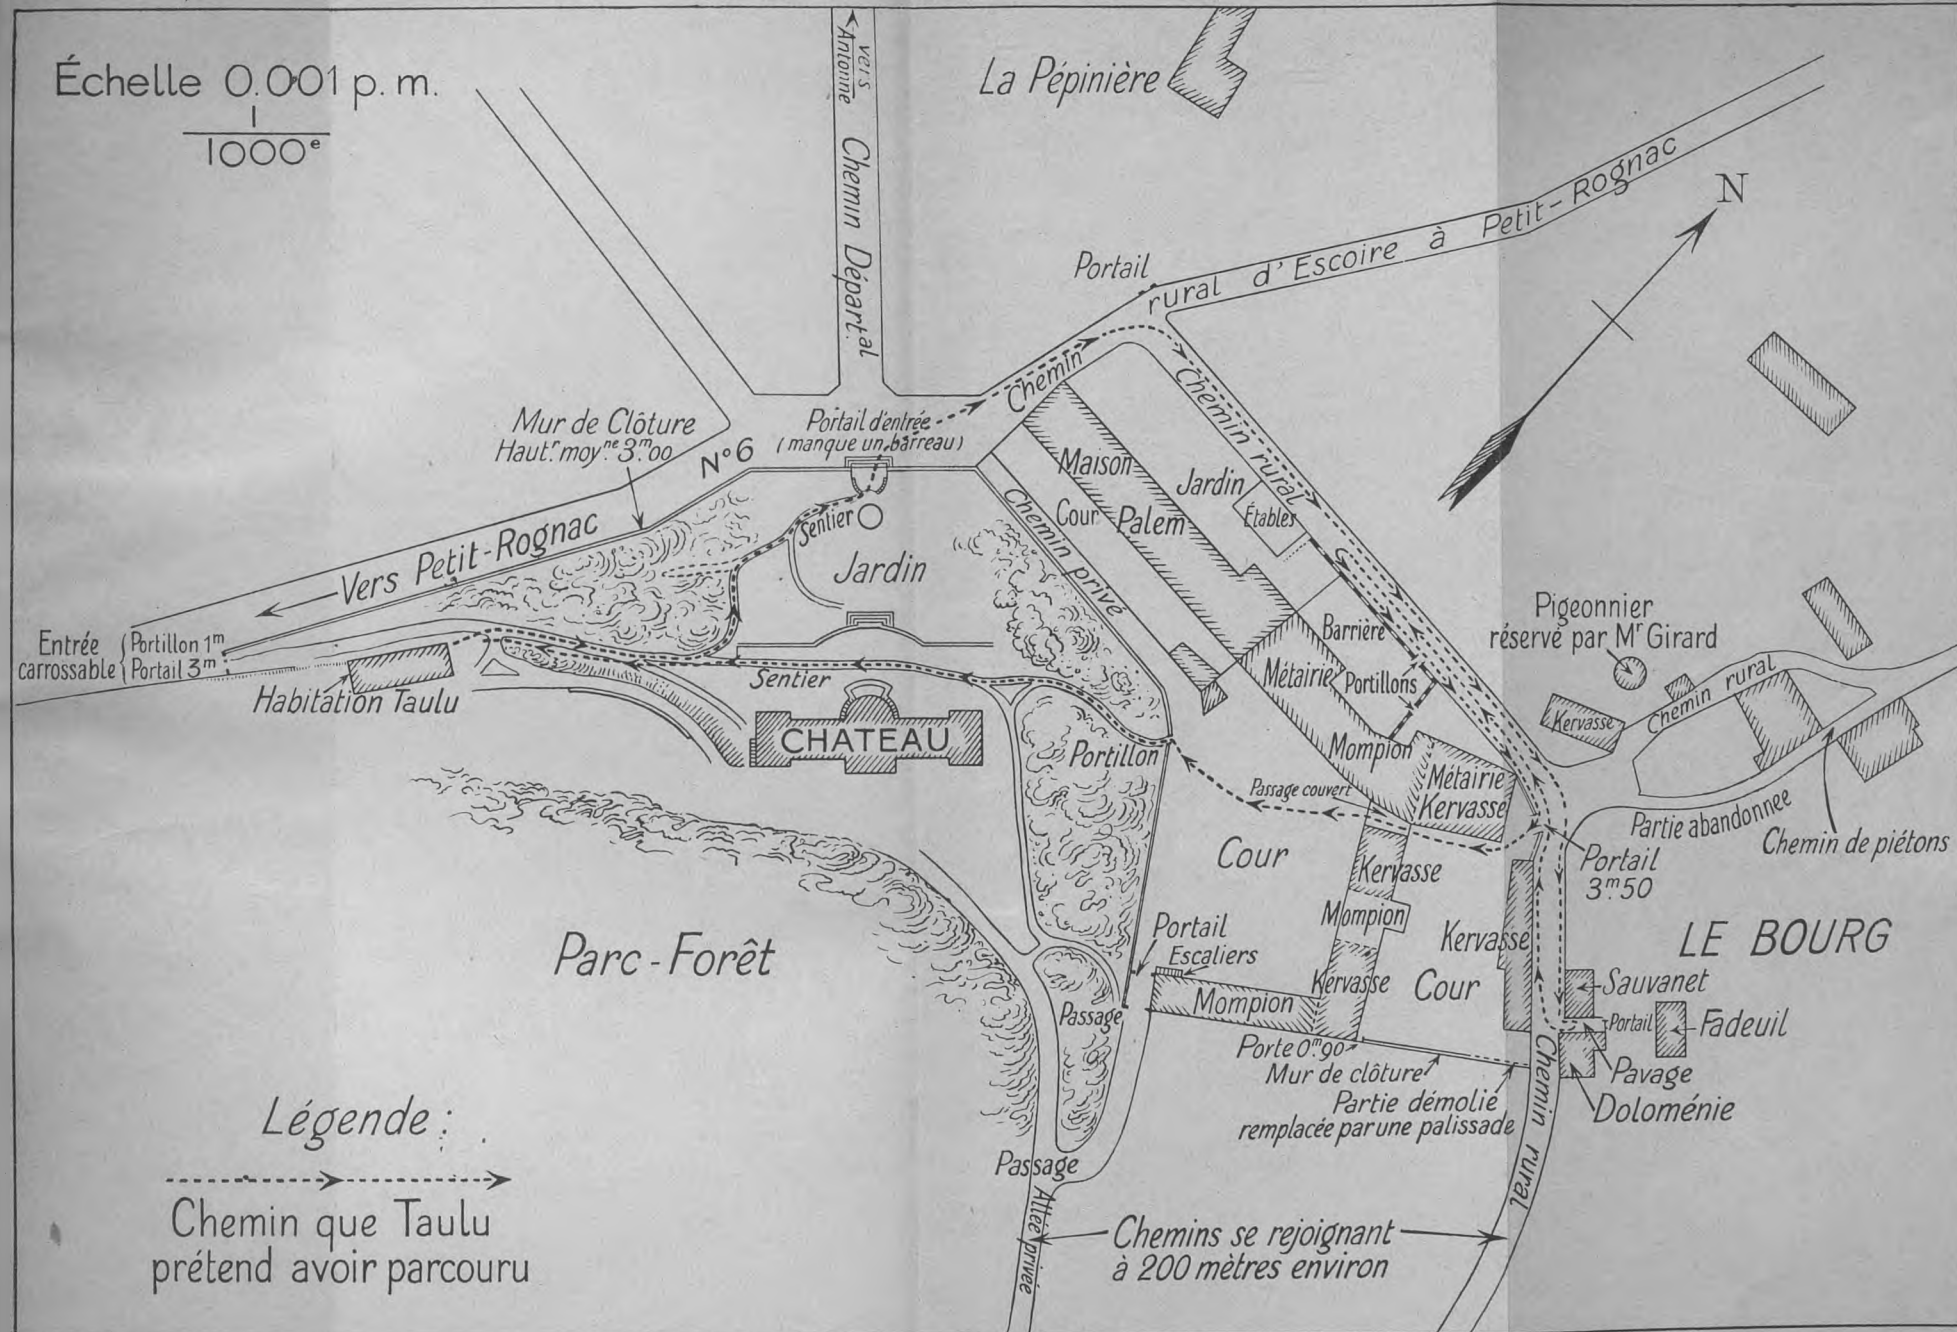 Échelle 0.001 p. m.
1
1000e
vers
Antonne
Chemin Départal
La Pépinière
N
Portail
Chemin
rural d'Escoire à Petit-Rognac
Chemin rural
Mur de Clôture
Hautr moyne 3m00
N° 6
Portail d'entrée
(manque un barreau)
Vers Petit-Rognac
Sentier
Jardin
Chemin privé
Cour
Maison
Palem
Jardin
Étables
Barrière
Portillons
Métairie
Mompion
Métairie
Kervasse
Pigeonnier
réservé par Mr Girard
Kervasse
Chemin rural
Partie abandonnee
Chemin de piétons
Entrée
carrossable
Portillon 1m
Portail 3m
Habitation Taulu
Sentier
CHATEAU
Portillon
Passage couvert
Cour
Kervasse
Mompion
Kervasse
Kervasse
Cour
Portail
3m50
LE BOURG
Parc - Forêt
Portail
Escaliers
Mompion
Passage
Sauvanet
Portail
Fadeuil
Pavage
Doloménie
Porte 0m90
Mur de clôture
Partie démolie
remplacée par une palissade
Chemin rural
Passage
Allée privée
Chemins se rejoignant
à 200 mètres environ
Légende :
Chemin que Taulu
prétend avoir parcouru